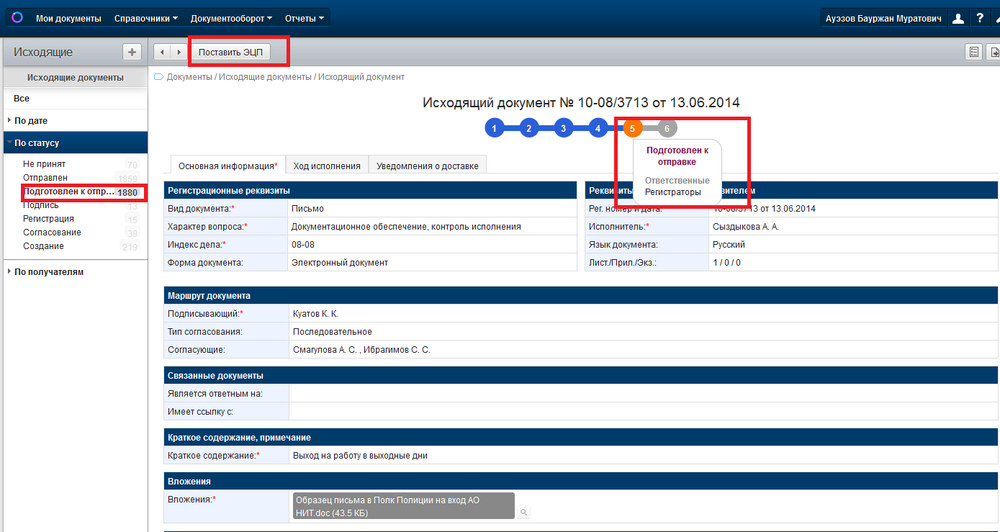 Мои документы Справочники Документооборот Отчеты Ауэзов Бауржан Муратович ?
Исходящие + Поставить ЭЦП
Исходящие документы
Все
По дате
По статусу
Не принят 70
Отправлен 1859
Подготовлен к отпр... 1880
Подпись 13
Регистрация 15
Согласование 39
Создание 219
По получателям
Документы / Исходящие документы / Исходящий документ
Исходящий документ № 10-08/3713 от 13.06.2014
1 2 3 4 5 6
Подготовлен к
отправке
Ответственные
Регистраторы
Основная информация* Ход исполнения Уведомления о доставке
Регистрационные реквизиты
Вид документа:* Письмо
Характер вопроса:* Документационное обеспечение, контроль исполнения
Индекс дела:* 08-08
Форма документа: Электронный документ
Рег. номер и дата: 10-08/3713 от 13.06.2014
Исполнитель:* Сыздыкова А. А.
Язык документа: Русский
Лист./Прил./Экз.: 1 / 0 / 0
Маршрут документа
Подписывающий:* Куатов К. К.
Тип согласования: Последовательное
Согласующие: Смагулова А. С. , Ибрагимов С. С.
Связанные документы
Является ответным на:
Имеет ссылку с:
Краткое содержание, примечание
Краткое содержание:* Выход на работу в выходные дни
Вложения
Вложения:* Образец письма в Полк Полиции на вход АО
НИТ.doc (43.5 КБ)